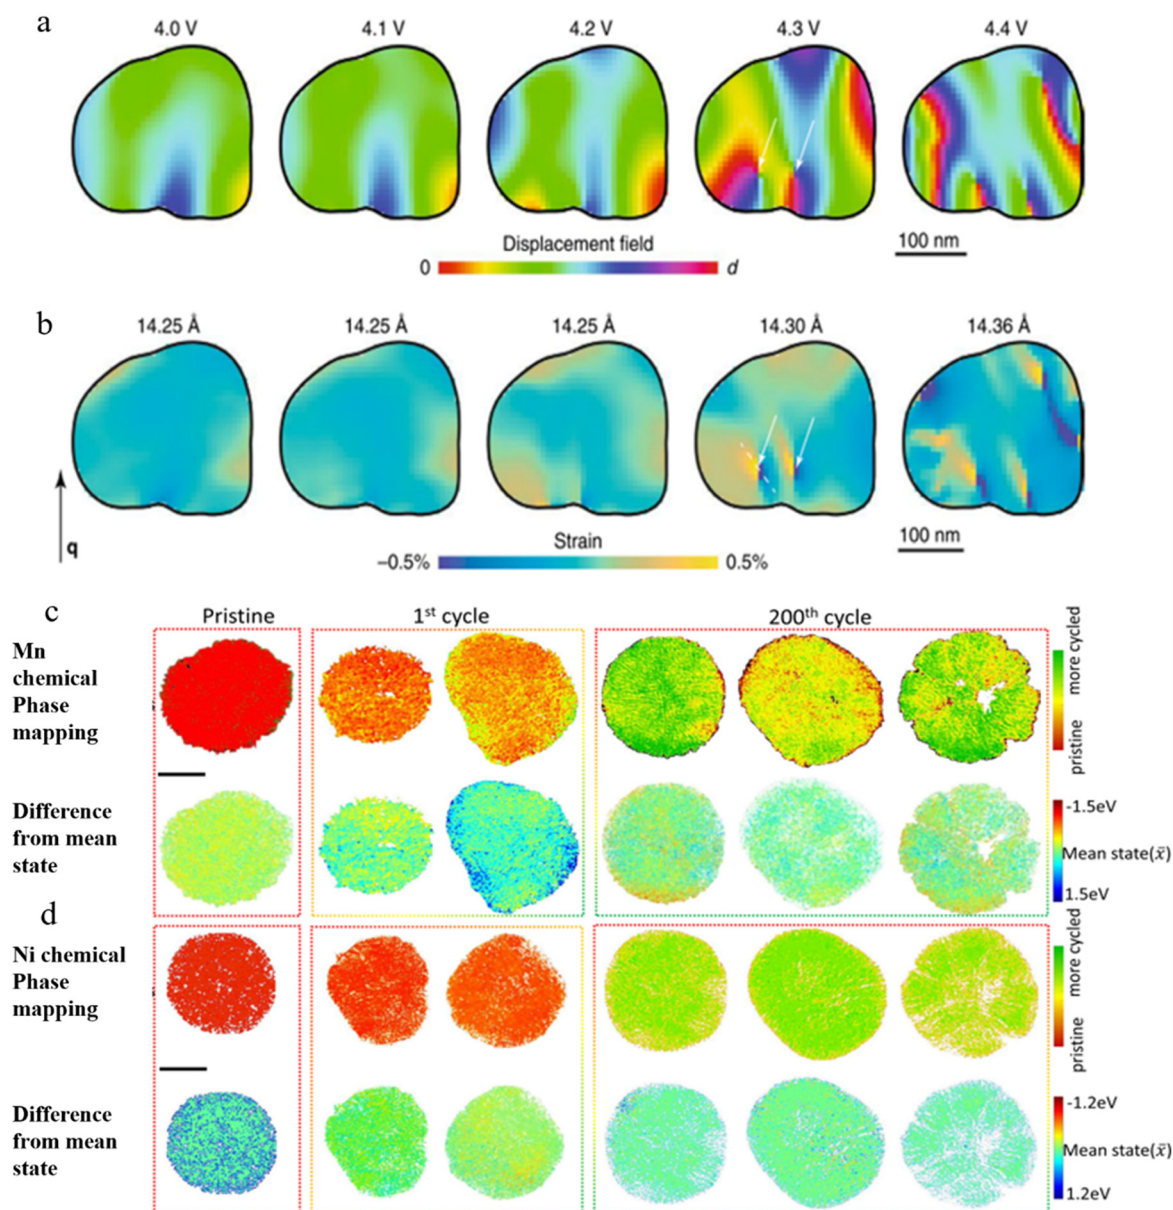 a
4.0 V 4.1 V 4.2 V 4.3 V 4.4 V
Displacement field
0 d
100 nm
b
14.25 Å 14.25 Å 14.25 Å 14.30 Å 14.36 Å
q
Strain
−0.5% 0.5%
100 nm
c
Pristine 1st cycle 200th cycle
Mn
chemical
Phase
mapping
pristine more cycled
Difference
from mean
state
-1.5eV
Mean state(x̄)
1.5eV
d
Ni chemical
Phase
mapping
pristine more cycled
Difference
from mean
state
-1.2eV
Mean state(x̄)
1.2eV